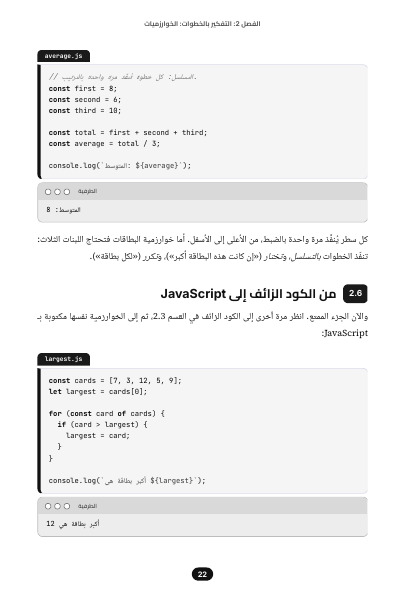 الفصل 2: التفكير بالخطوات: الخوارزميات
average.js
// التسلسل: كل خطوة تُنفَّذ مرة واحدة بالترتيب.
const first = 8;
const second = 6;
const third = 10;
const total = first + second + third;
const average = total / 3;
console.log(`المتوسط: ${average}`);
الطرفية
المتوسط: 8
كل سطر يُنفَّذ مرة واحدة بالضبط، من الأعلى إلى الأسفل. أما خوارزمية البطاقات فتحتاج اللبنات الثلاث:
تنفّذ الخطوات بالتسلسل، وتختار («إن كانت هذه البطاقة أكبر»)، وتكرر («لكل بطاقة»).
2.6 من الكود الزائف إلى JavaScript
والآن الجزء الممتع. انظر مرة أخرى إلى الكود الزائف في القسم 2.3، ثم إلى الخوارزمية نفسها مكتوبة بـ
JavaScript:
largest.js
const cards = [7, 3, 12, 5, 9];
let largest = cards[0];
for (const card of cards) {
if (card > largest) {
largest = card;
}
}
console.log(`أكبر بطاقة هي ${largest}`);
الطرفية
أكبر بطاقة هي 12
22